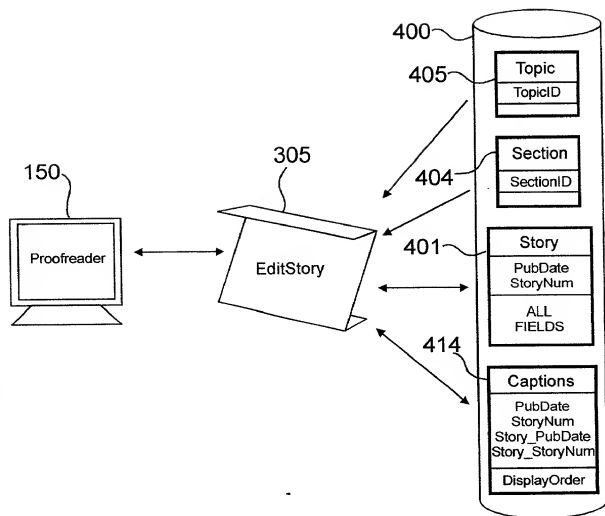 400
405
Topic
TopicID
305
150
404
Section
SectionID
Proofreader
EditStory
401
Story
PubDate
StoryNum
ALL
FIELDS
414
Captions
PubDate
StoryNum
Story_PubDate
Story_StoryNum
DisplayOrder